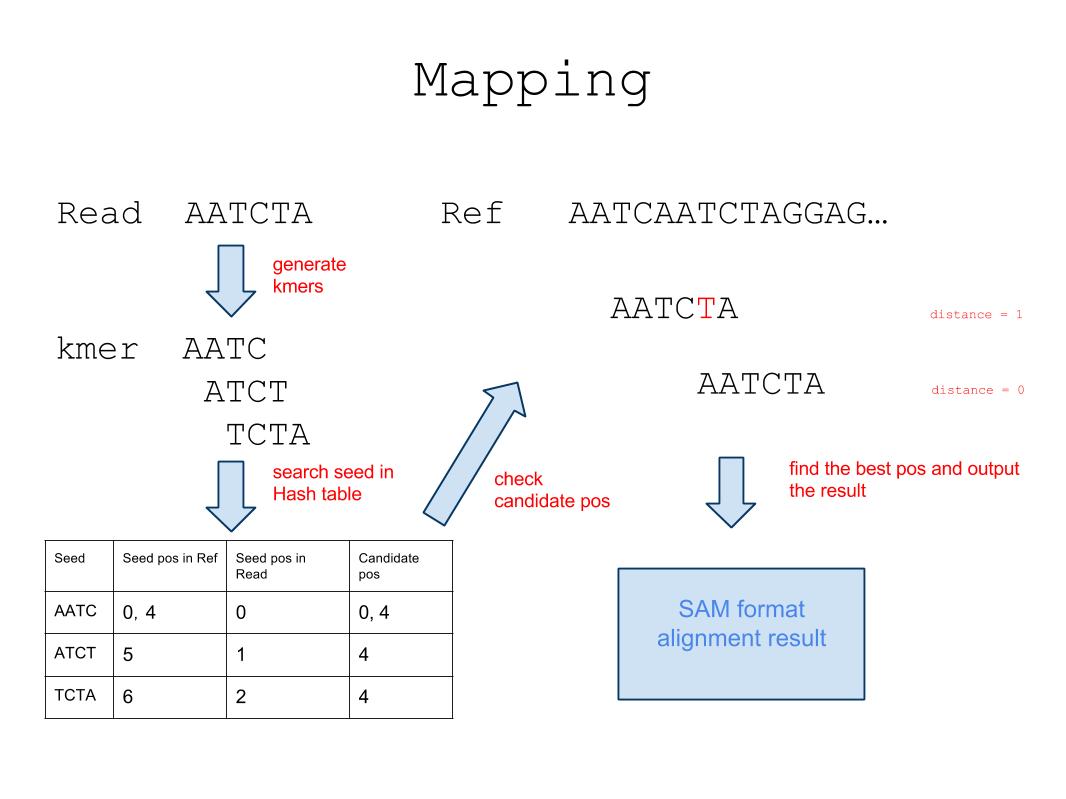 Mapping
Read AATCTA
Ref AATCAATCTAGGAG…
generate
kmers
AATCTA distance = 1
kmer AATC
ATCT
TCTA
AATCTA distance = 0
search seed in
Hash table
check
candidate pos
find the best pos and output
the result
Seed Seed pos in Ref Seed pos in Read Candidate pos
AATC 0, 4 0 0, 4
ATCT 5 1 4
TCTA 6 2 4
SAM format
alignment result